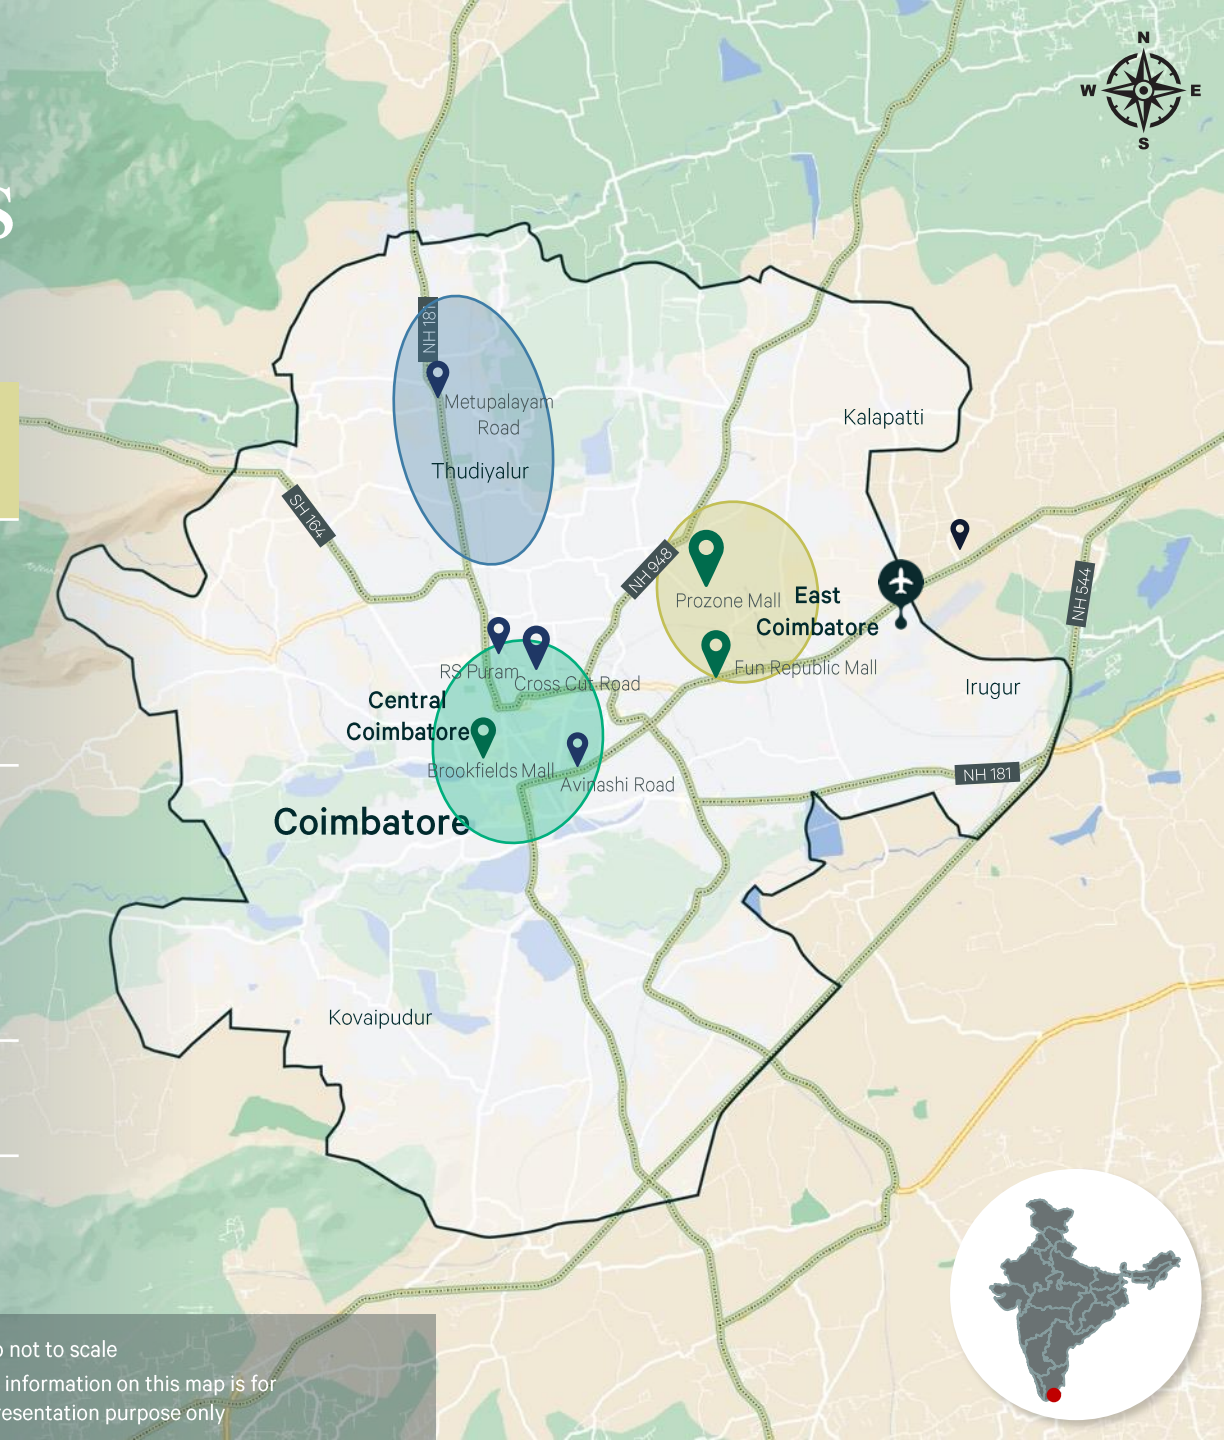 N
W E
S
s
NH 181
Metupalayam
Road
Thudiyalur
Kalapatti
SH 164
NH 948
Prozone Mall
East
Coimbatore
NH 544
Fun Republic Mall
RS Puram
Cross Cut Road
Irugur
Central
Coimbatore
Brookfields Mall
Avinashi Road
NH 181
Coimbatore
Kovaipudur
not to scale
information on this map is for
resentation purpose only